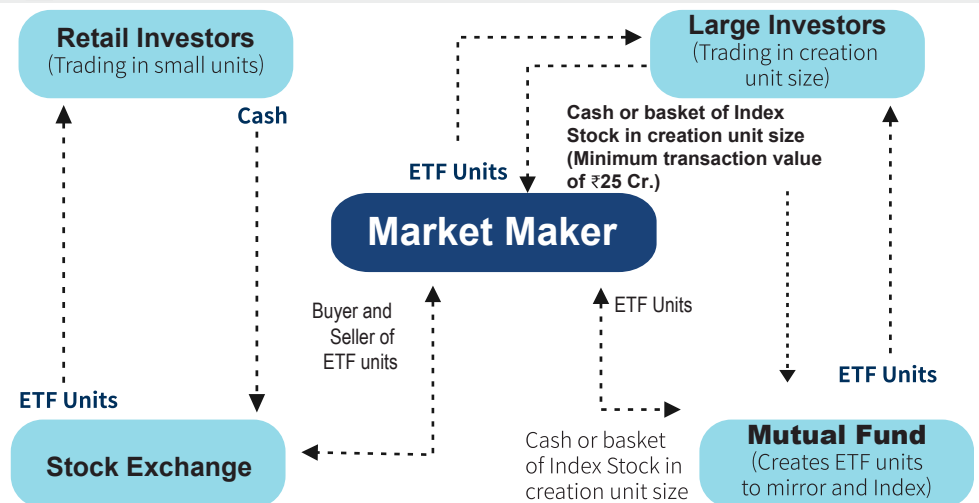 Retail Investors
(Trading in small units)
Large Investors
(Trading in creation
unit size)
Cash
Cash or basket of Index
Stock in creation unit size
(Minimum transaction value
of ₹25 Cr.)
ETF Units
Market Maker
Buyer and
Seller of
ETF units
ETF Units
ETF Units
ETF Units
Stock Exchange
Cash or basket
of Index Stock in
creation unit size
Mutual Fund
(Creates ETF units
to mirror and Index)